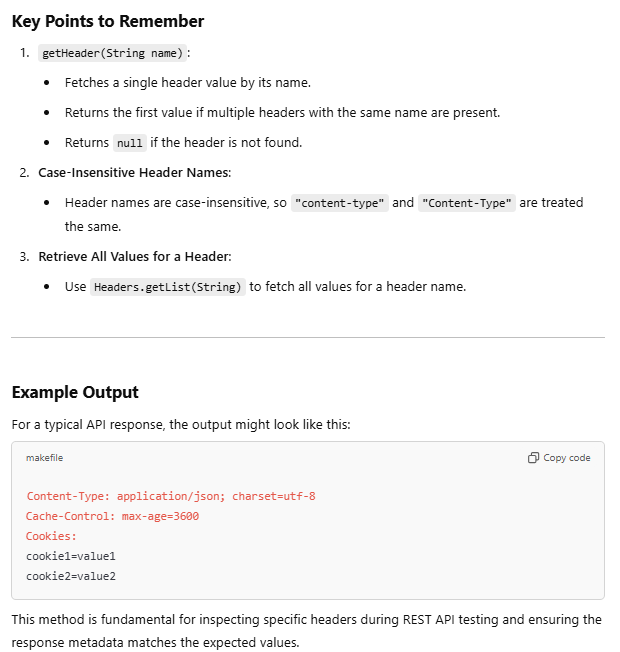 Key Points to Remember
1. getHeader(String name):
• Fetches a single header value by its name.
• Returns the first value if multiple headers with the same name are present.
• Returns null if the header is not found.
2. Case-Insensitive Header Names:
• Header names are case-insensitive, so "content-type" and "Content-Type" are treated
the same.
3. Retrieve All Values for a Header:
• Use Headers.getList(String) to fetch all values for a header name.
Example Output
For a typical API response, the output might look like this:
makefile
Copy code
Content-Type: application/json; charset=utf-8
Cache-Control: max-age=3600
Cookies:
cookie1=value1
cookie2=value2
This method is fundamental for inspecting specific headers during REST API testing and ensuring the
response metadata matches the expected values.